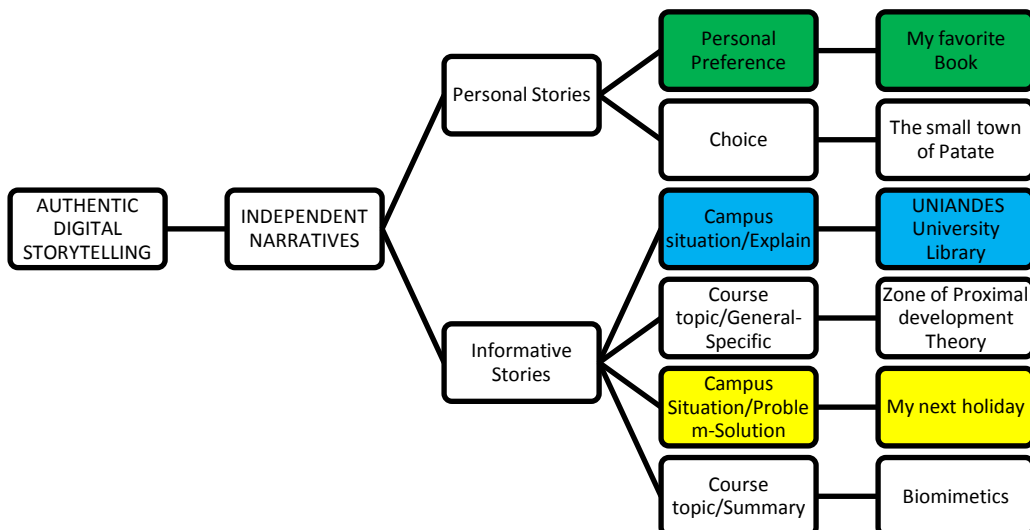 AUTHENTIC
DIGITAL
STORYTELLING
INDEPENDENT
NARRATIVES
Personal Stories
Personal
Preference
My favorite
Book
Choice
The small town
of Patate
Informative
Stories
Campus
situation/Explain
UNIANDES
University
Library
Course
topic/General-
Specific
Zone of Proximal
development
Theory
Campus
Situation/Proble
m-Solution
My next holiday
Course
topic/Summary
Biomimetics